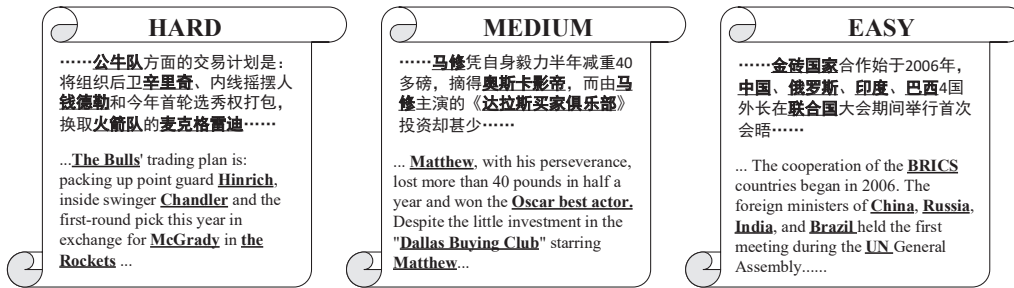 HARD
……公牛队方面的交易计划是：
将组织后卫辛里奇、内线摇摆人
钱德勒和今年首轮选秀权打包，
换取火箭队的麦克格雷迪……
...The Bulls' trading plan is:
packing up point guard Hinrich,
inside swinger Chandler and the
first-round pick this year in
exchange for McGrady in the
Rockets ...
MEDIUM
……马修凭自身毅力半年减重40
多磅，摘得奥斯卡影帝，而由马
修主演的《达拉斯买家俱乐部》
投资却甚少……
... Matthew, with his perseverance,
lost more than 40 pounds in half a
year and won the Oscar best actor.
Despite the little investment in the
"Dallas Buying Club" starring
Matthew...
EASY
……金砖国家合作始于2006年，
中国、俄罗斯、印度、巴西4国
外长在联合国大会期间举行首次
会晤……
... The cooperation of the BRICS
countries began in 2006. The
foreign ministers of China, Russia,
India, and Brazil held the first
meeting during the UN General
Assembly......